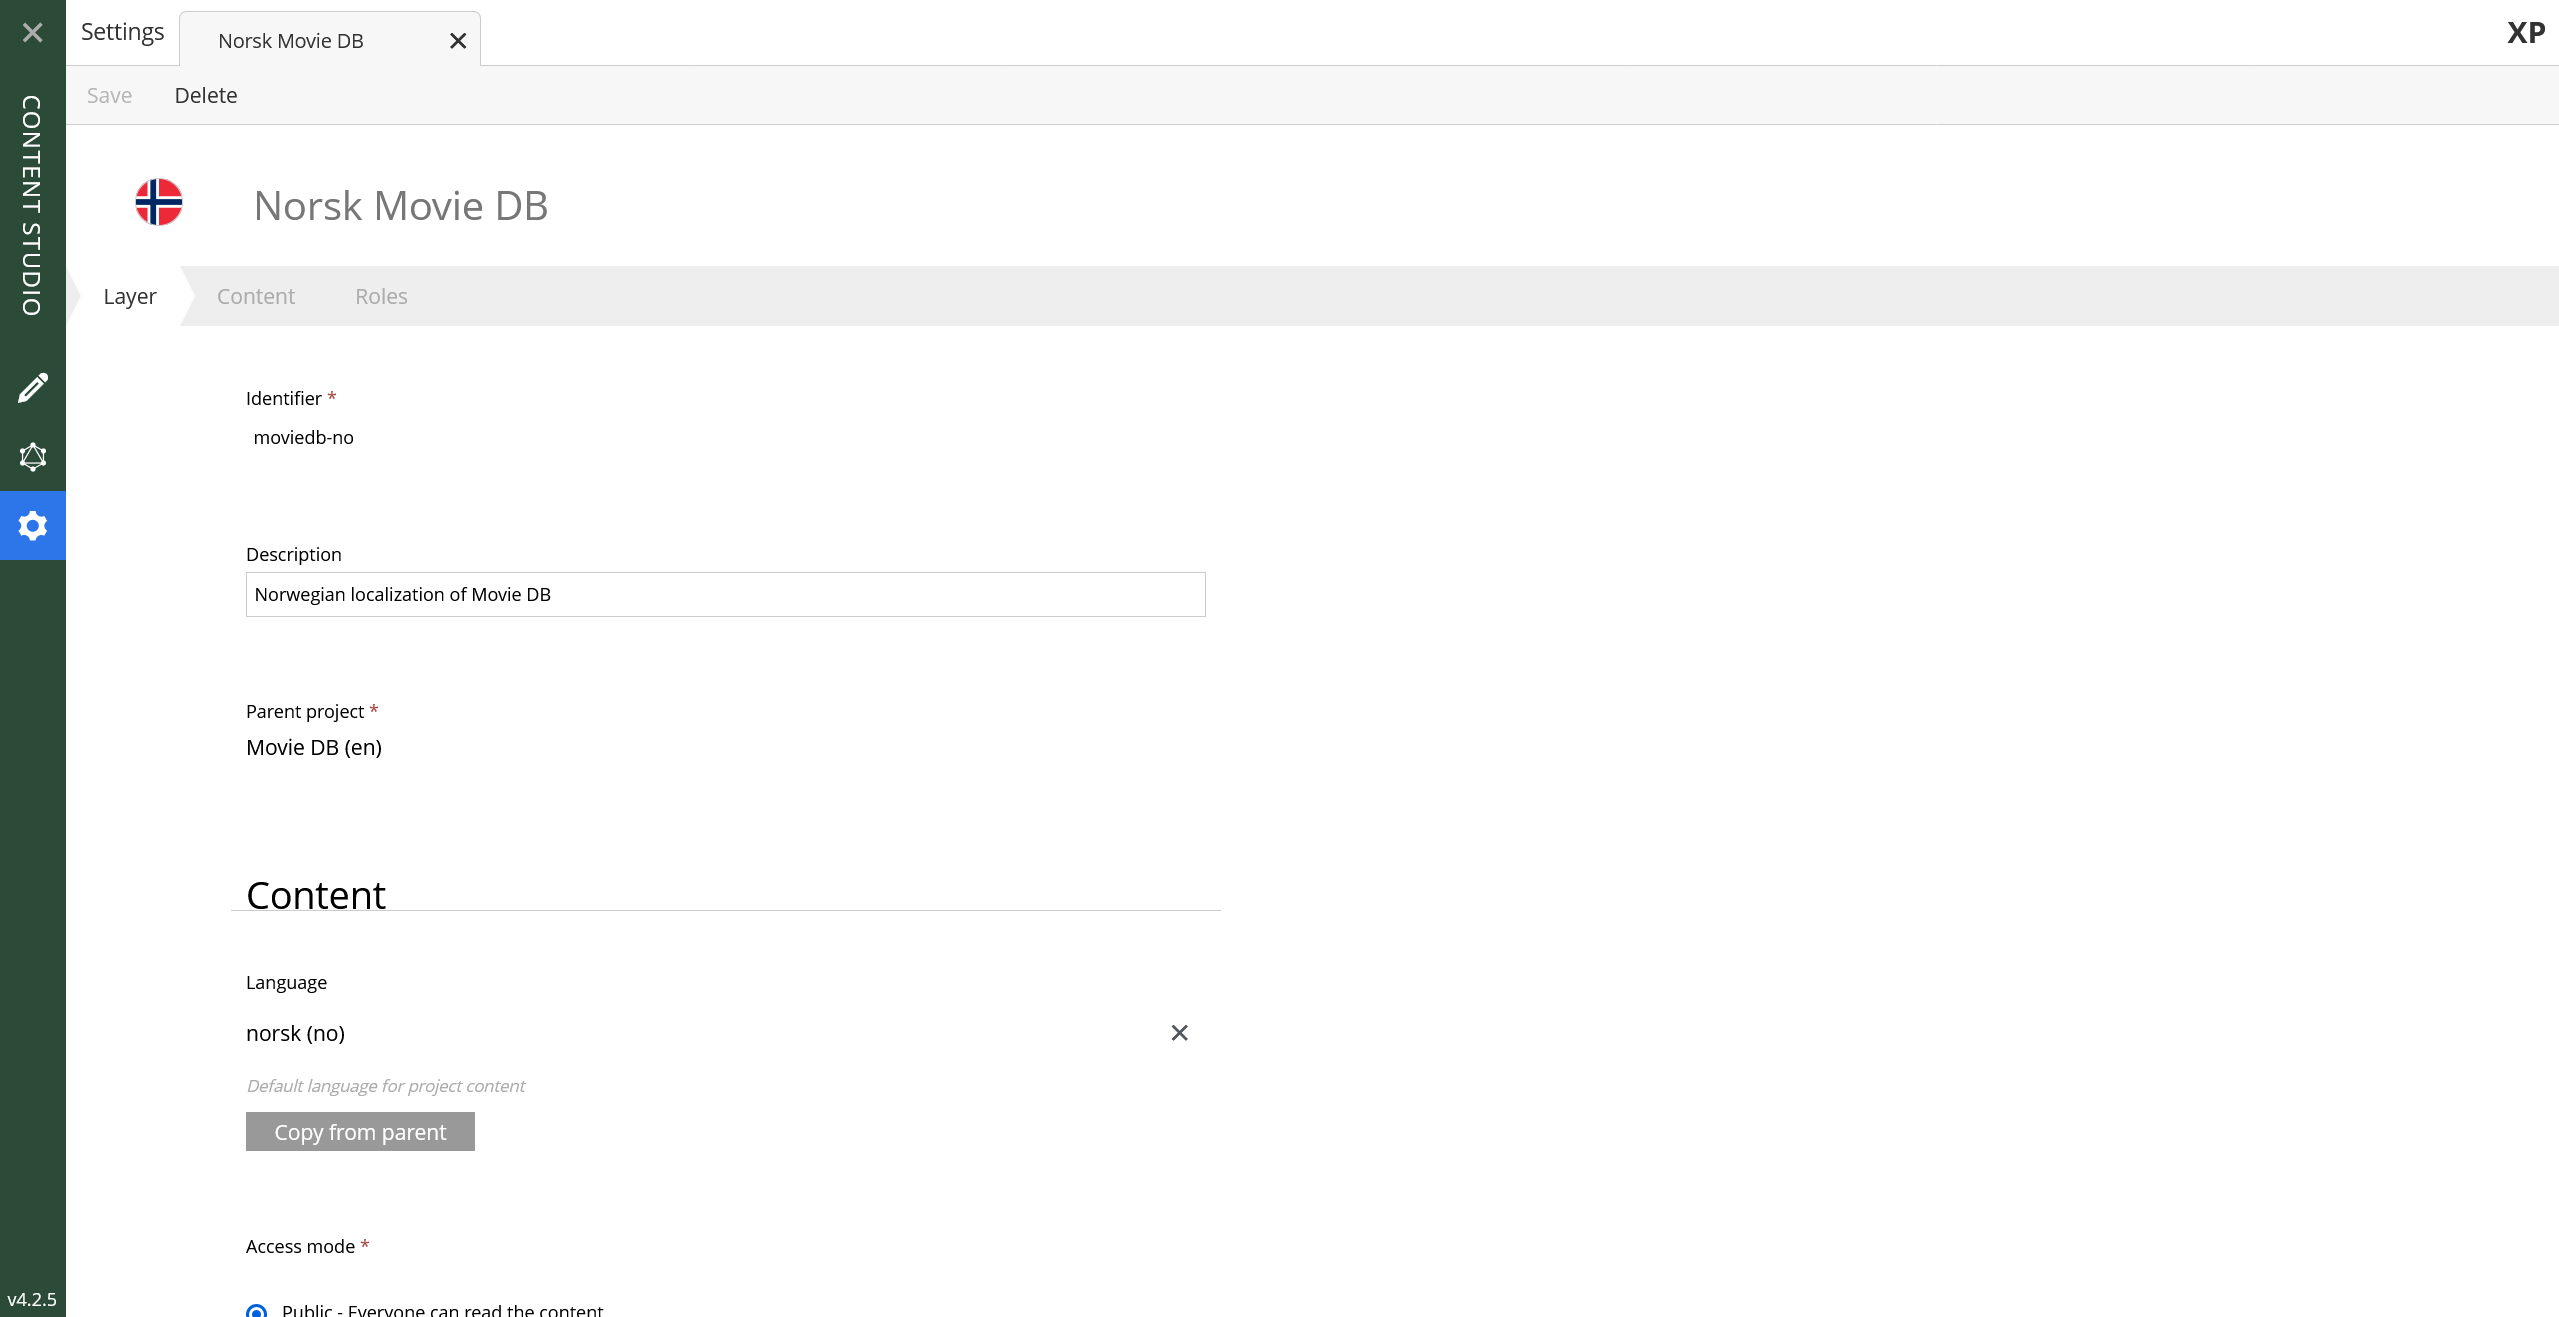 Settings
Norsk Movie DB
XP
Save
Delete
CONTENT STUDIO
Norsk Movie DB
Layer
Content
Roles
Identifier *
moviedb-no
Description
Norwegian localization of Movie DB
Parent project *
Movie DB (en)
Content
Language
norsk (no)
Default language for project content
Copy from parent
Access mode *
Public - Everyone can read the content
v4.2.5